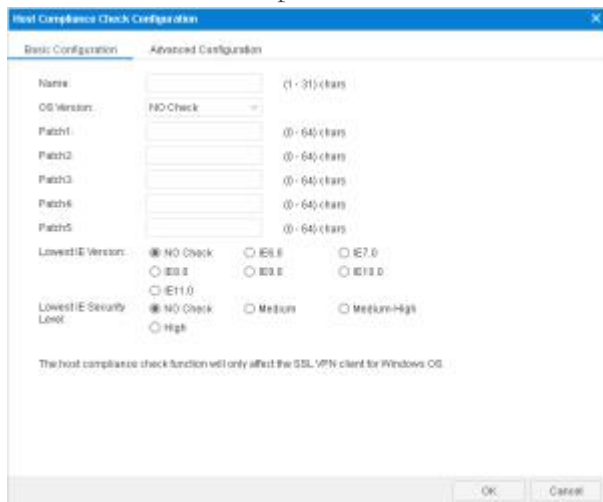 Host Compliance Check Configuration
Basic Configuration Advanced Configuration
Name (1 - 31) chars
OS Version: NO Check
Patch1 (0 - 64) chars
Patch2 (0 - 64) chars
Patch3 (0 - 64) chars
Patch4 (0 - 64) chars
Patch5 (0 - 64) chars
Lowest IE Version: NO Check IE6.0 IE7.0
IE8.0 IE9.0 IE10.0
IE11.0
Lowest IE Security NO Check Medium Medium-High
Level: High
The host compliance check function will only affect the SSL VPN client for Windows OS.
OK Cancel